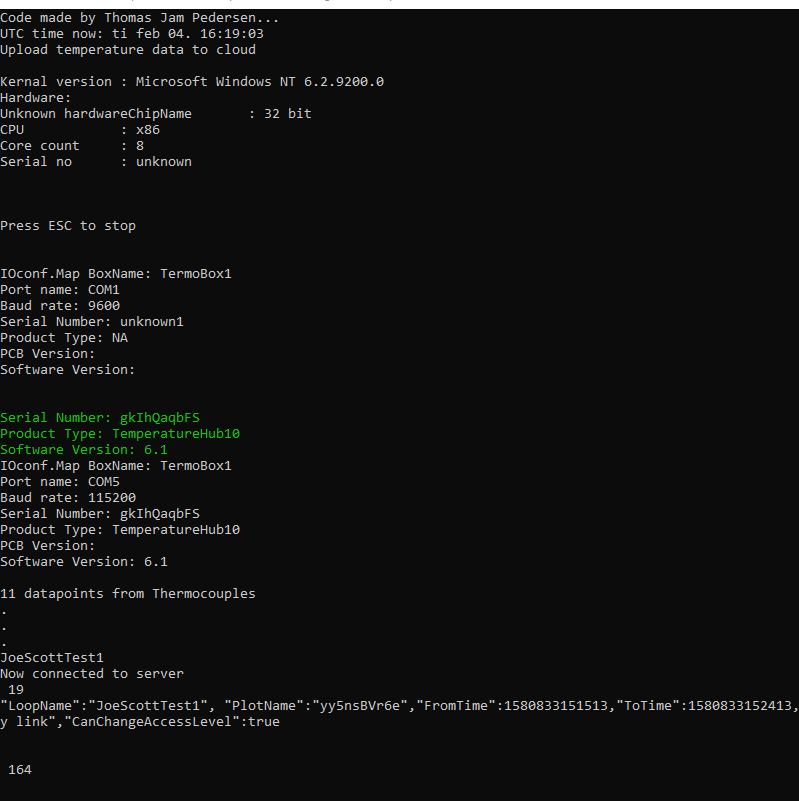 Code made by Thomas Jam Pedersen...
UTC time now: ti feb 04. 16:19:03
Upload temperature data to cloud
Kernal version : Microsoft Windows NT 6.2.9200.0
Hardware:
Unknown hardwareChipName : 32 bit
CPU : x86
Core count : 8
Serial no : unknown
Press ESC to stop
IOconf.Map BoxName: TermoBox1
Port name: COM1
Baud rate: 9600
Serial Number: unknown1
Product Type: NA
PCB Version:
Software Version:
Serial Number: gkIhQaqbFS
Product Type: TemperatureHub10
Software Version: 6.1
IOconf.Map BoxName: TermoBox1
Port name: COM5
Baud rate: 115200
Serial Number: gkIhQaqbFS
Product Type: TemperatureHub10
PCB Version:
Software Version: 6.1
11 datapoints from Thermocouples
.
.
.
JoeScottTest1
Now connected to server
19
"LoopName":"JoeScottTest1", "PlotName":"yy5nsBVr6e","FromTime":1580833151513,"ToTime":1580833152413,
y link","CanChangeAccessLevel":true
164